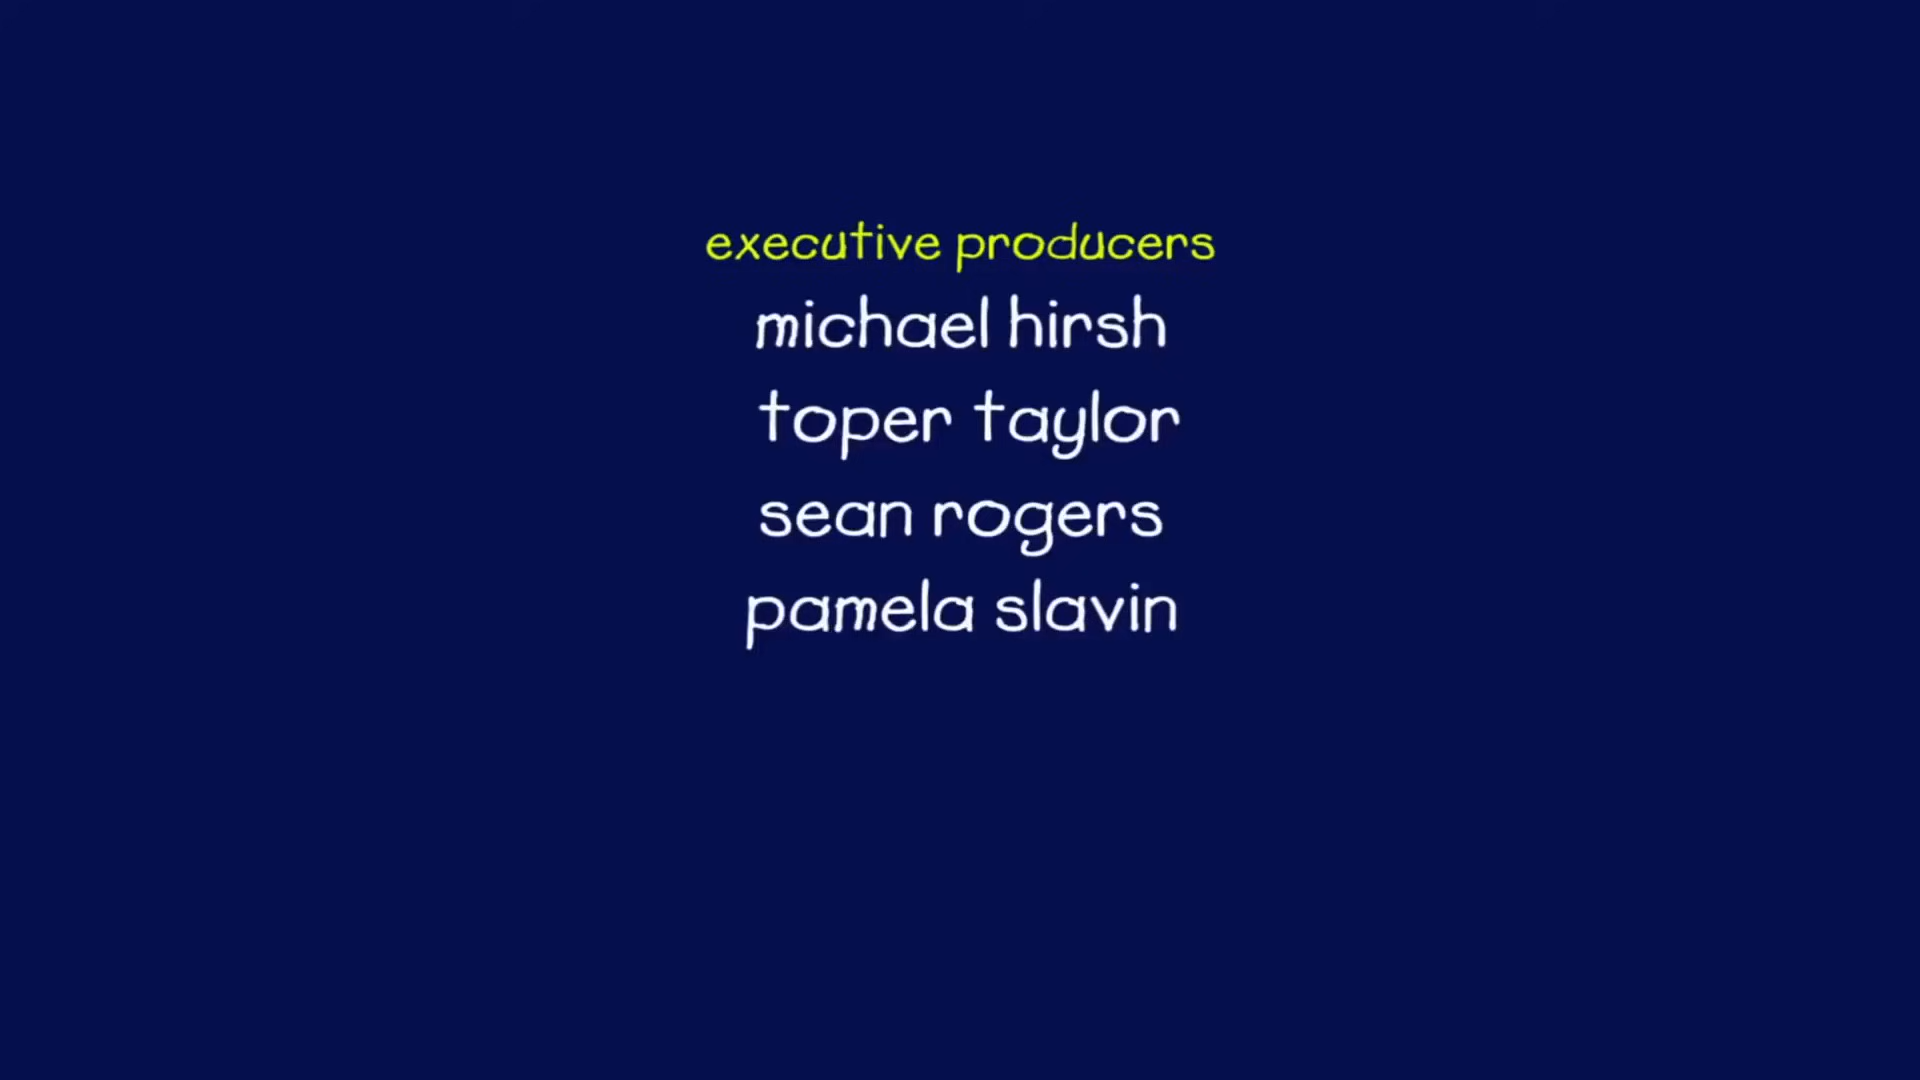 executive producers
michael hirsh
toper taylor
sean rogers
pamela slavin